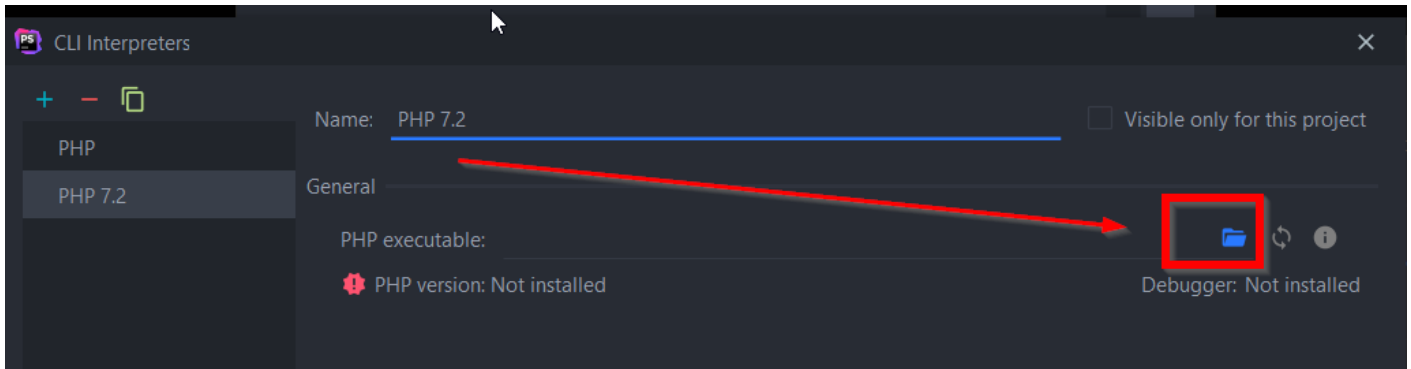 PS CLI Interpreters
Name: PHP 7.2 Visible only for this project
PHP
PHP 7.2
General
PHP executable:
PHP version: Not installed Debugger: Not installed